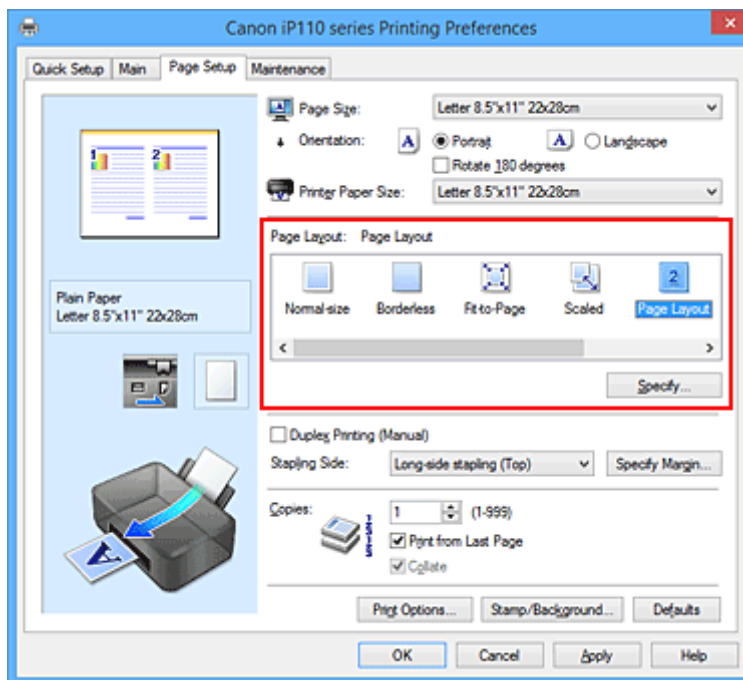 Canon iP110 series Printing Preferences
Quick Setup Main Page Setup Maintenance
1 2
Plain Paper
Letter 8.5"x11" 22x28cm
Page Size: Letter 8.5"x11" 22x28cm
Orientation: A Portrait A Landscape
Rotate 180 degrees
Printer Paper Size: Letter 8.5"x11" 22x28cm
Page Layout: Page Layout
2
Normal-size Borderless Fit-to-Page Scaled Page Layout
Specify...
Duplex Printing (Manual)
Stapling Side: Long-side stapling (Top) Specify Margin...
Copies: 1 (1-999)
Print from Last Page
Collate
A
Print Options... Stamp/Background... Defaults
OK Cancel Apply Help